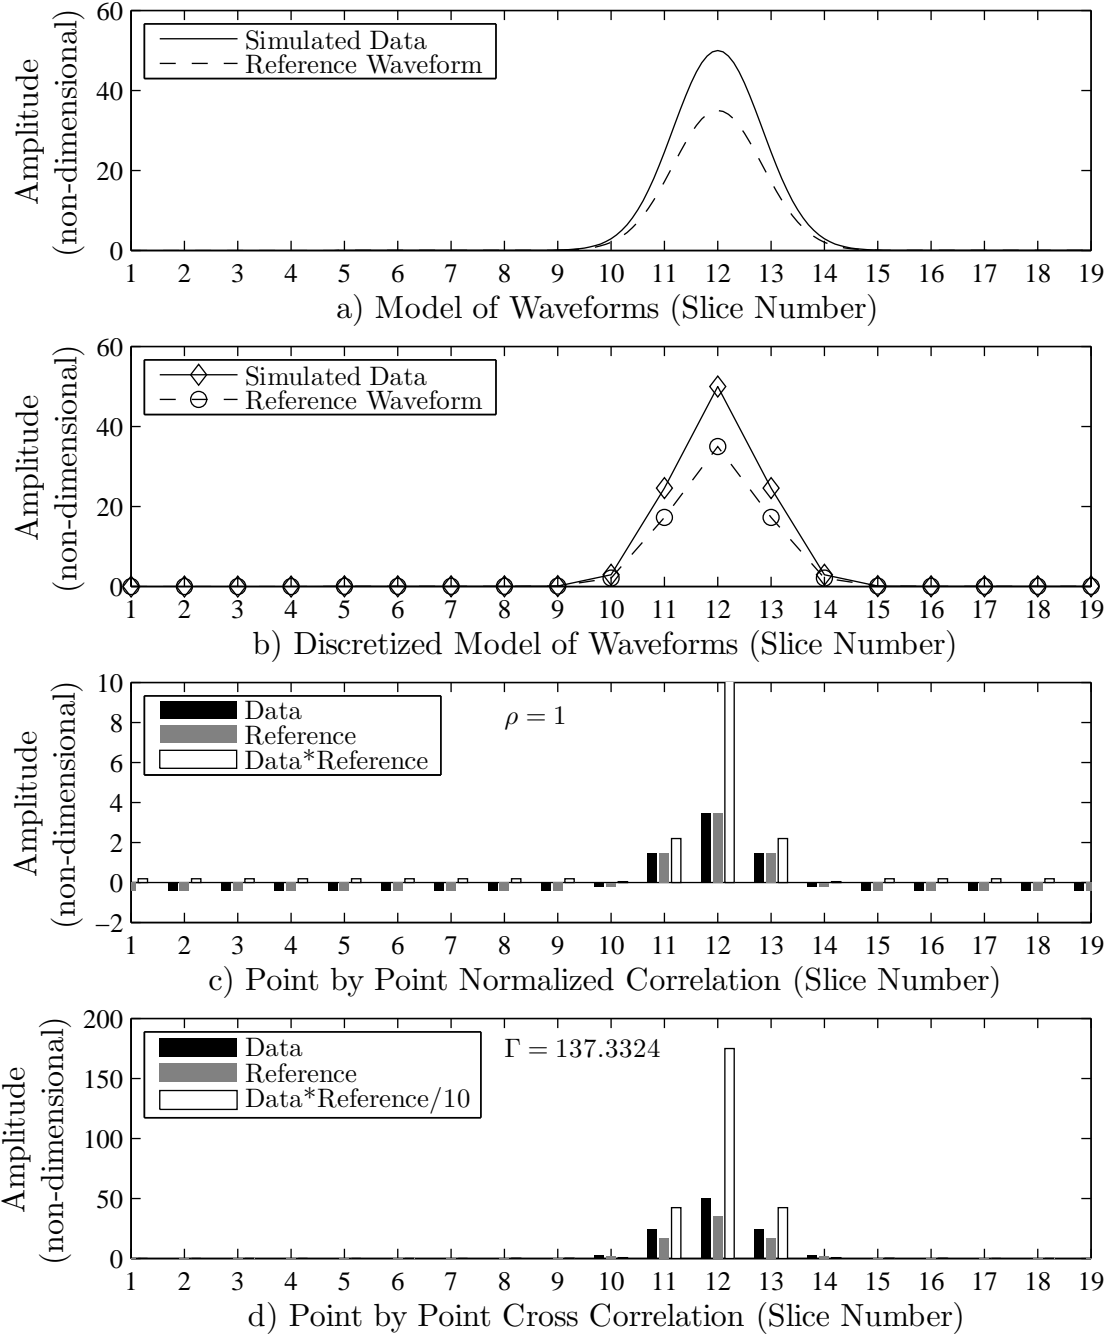 Amplitude
(non-dimensional)
60
40
20
0
Simulated Data
Reference Waveform
1 2 3 4 5 6 7 8 9 10 11 12 13 14 15 16 17 18 19
a) Model of Waveforms (Slice Number)
Amplitude
(non-dimensional)
60
40
20
0
Simulated Data
Reference Waveform
1 2 3 4 5 6 7 8 9 10 11 12 13 14 15 16 17 18 19
b) Discretized Model of Waveforms (Slice Number)
Amplitude
(non-dimensional)
10
8
6
4
2
0
−2
Data
Reference
Data*Reference
ρ = 1
1 2 3 4 5 6 7 8 9 10 11 12 13 14 15 16 17 18 19
c) Point by Point Normalized Correlation (Slice Number)
Amplitude
(non-dimensional)
200
150
100
50
0
Data
Reference
Data*Reference/10
Γ = 137.3324
1 2 3 4 5 6 7 8 9 10 11 12 13 14 15 16 17 18 19
d) Point by Point Cross Correlation (Slice Number)